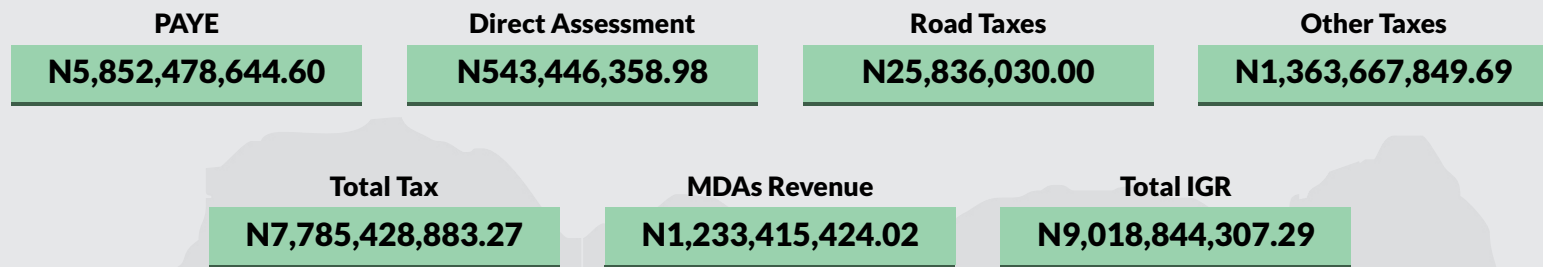 PAYE Direct Assessment Road Taxes Other Taxes
N5,852,478,644.60 N543,446,358.98 N25,836,030.00 N1,363,667,849.69
Total Tax MDAs Revenue Total IGR
N7,785,428,883.27 N1,233,415,424.02 N9,018,844,307.29